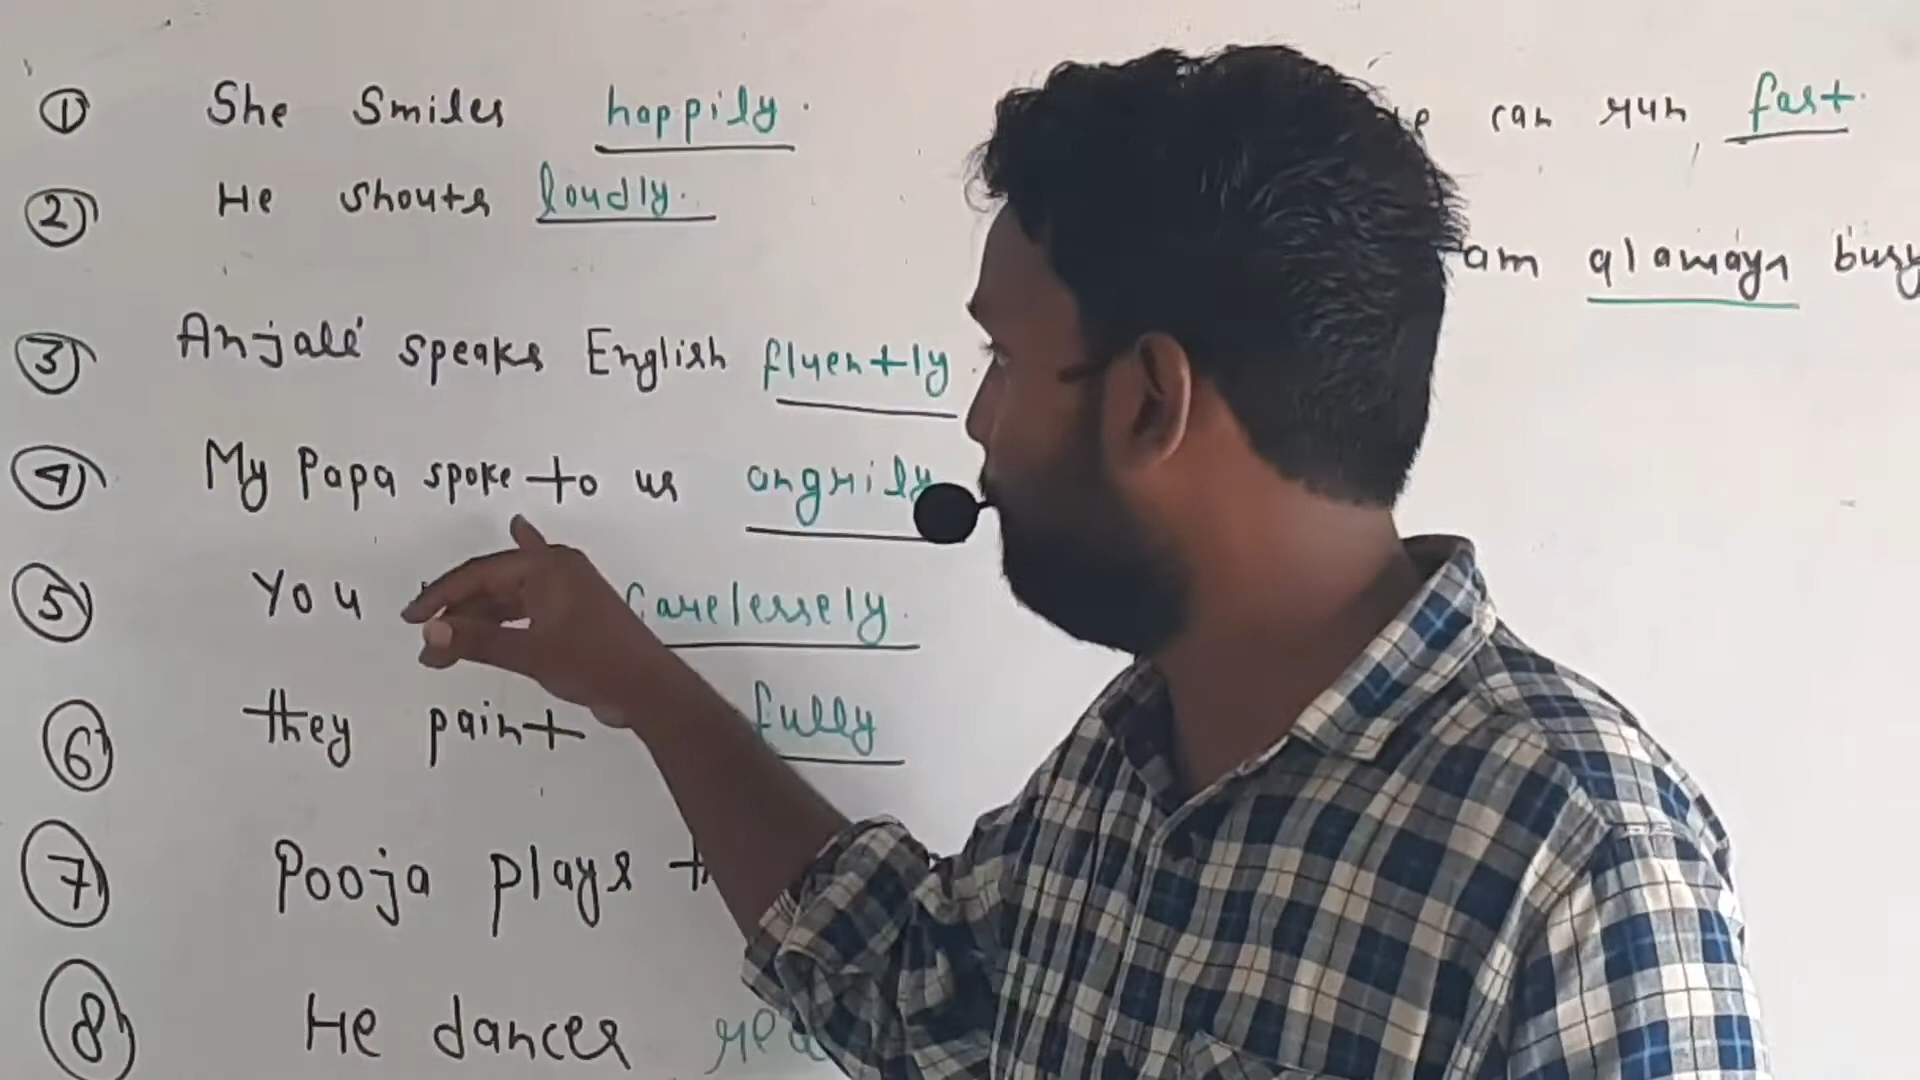 ① She Smiles happily.
② He shouts loudly.
③ Anjali speaks English fluently.
④ My Papa spoke to us angrily
⑤ You Carelessely.
⑥ they paint fully
⑦ Pooja plays
⑧ He dances
can run fast.
am alaways busy